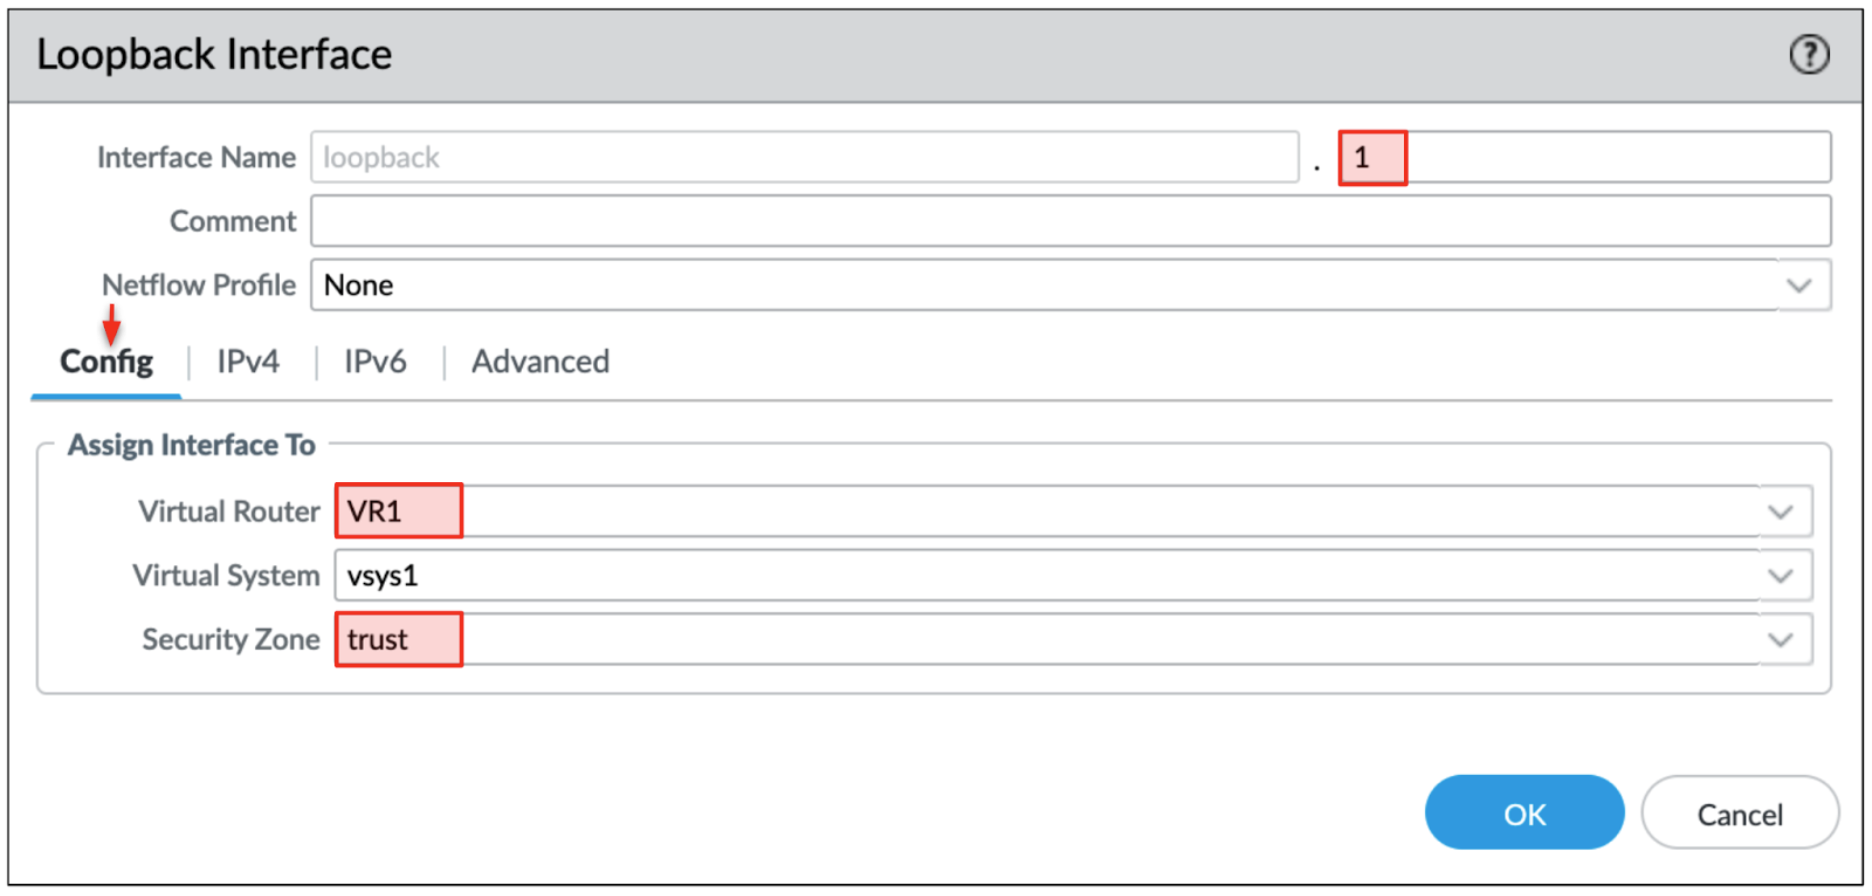 Loopback Interface ?
Interface Name loopback . 1
Comment
Netflow Profile None
Config IPv4 IPv6 Advanced
Assign Interface To
Virtual Router VR1
Virtual System vsys1
Security Zone trust
OK Cancel